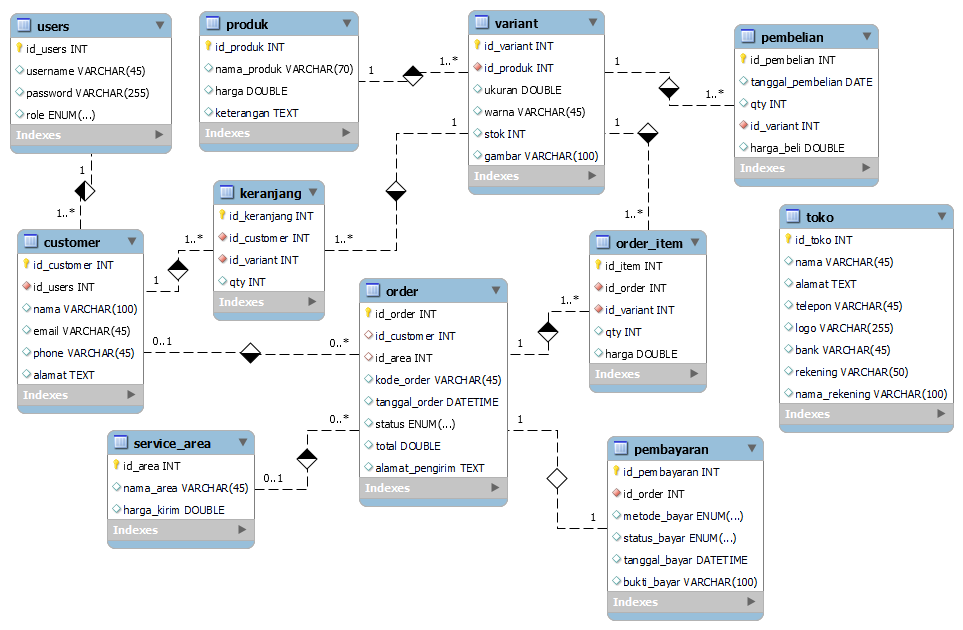 users
id_users INT
username VARCHAR(45)
password VARCHAR(255)
role ENUM(...)
Indexes
produk
id_produk INT
nama_produk VARCHAR(70)
harga DOUBLE
keterangan TEXT
Indexes
variant
id_variant INT
id_produk INT
ukuran DOUBLE
warna VARCHAR(45)
stok INT
gambar VARCHAR(100)
Indexes
pembelian
id_pembelian INT
tanggal_pembelian DATE
qty INT
id_variant INT
harga_beli DOUBLE
Indexes
1
1..*
1
1..*
1
1..*
1
1..*
1
1..*
keranjang
id_keranjang INT
id_customer INT
id_variant INT
qty INT
Indexes
customer
id_customer INT
id_users INT
nama VARCHAR(100)
email VARCHAR(45)
phone VARCHAR(45)
alamat TEXT
Indexes
1
1..*
0..1
0..*
order
id_order INT
id_customer INT
id_area INT
kode_order VARCHAR(45)
tanggal_order DATETIME
status ENUM(...)
total DOUBLE
alamat_pengirim TEXT
Indexes
order_item
id_item INT
id_order INT
id_variant INT
qty INT
harga DOUBLE
Indexes
1
1..*
toko
id_toko INT
nama VARCHAR(45)
alamat TEXT
telepon VARCHAR(45)
logo VARCHAR(255)
bank VARCHAR(45)
rekening VARCHAR(50)
nama_rekening VARCHAR(100)
Indexes
service_area
id_area INT
nama_area VARCHAR(45)
harga_kirim DOUBLE
Indexes
0..1
0..*
1
1
pembayaran
id_pembayaran INT
id_order INT
metode_bayar ENUM(...)
status_bayar ENUM(...)
tanggal_bayar DATETIME
bukti_bayar VARCHAR(100)
Indexes